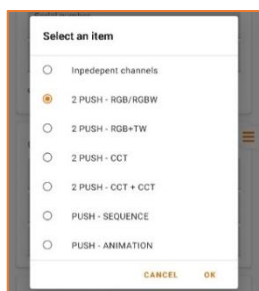 Select an item
Inpedepent channels
2 PUSH - RGB/RGBW
2 PUSH - RGB+TW
2 PUSH - CCT
2 PUSH - CCT + CCT
PUSH - SEQUENCE
PUSH - ANIMATION
CANCEL OK